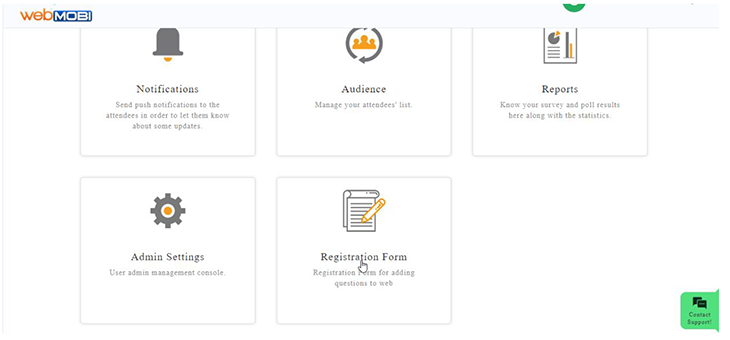 webMOBI
Notifications
Send push notifications to the
attendees in order to let them know
about some updates.
Audience
Manage your attendees' list.
Reports
Know your survey and poll results
here along with the statistics.
Admin Settings
User admin management console.
Registration Form
Registration Form for adding
questions to web
Contact
Support!